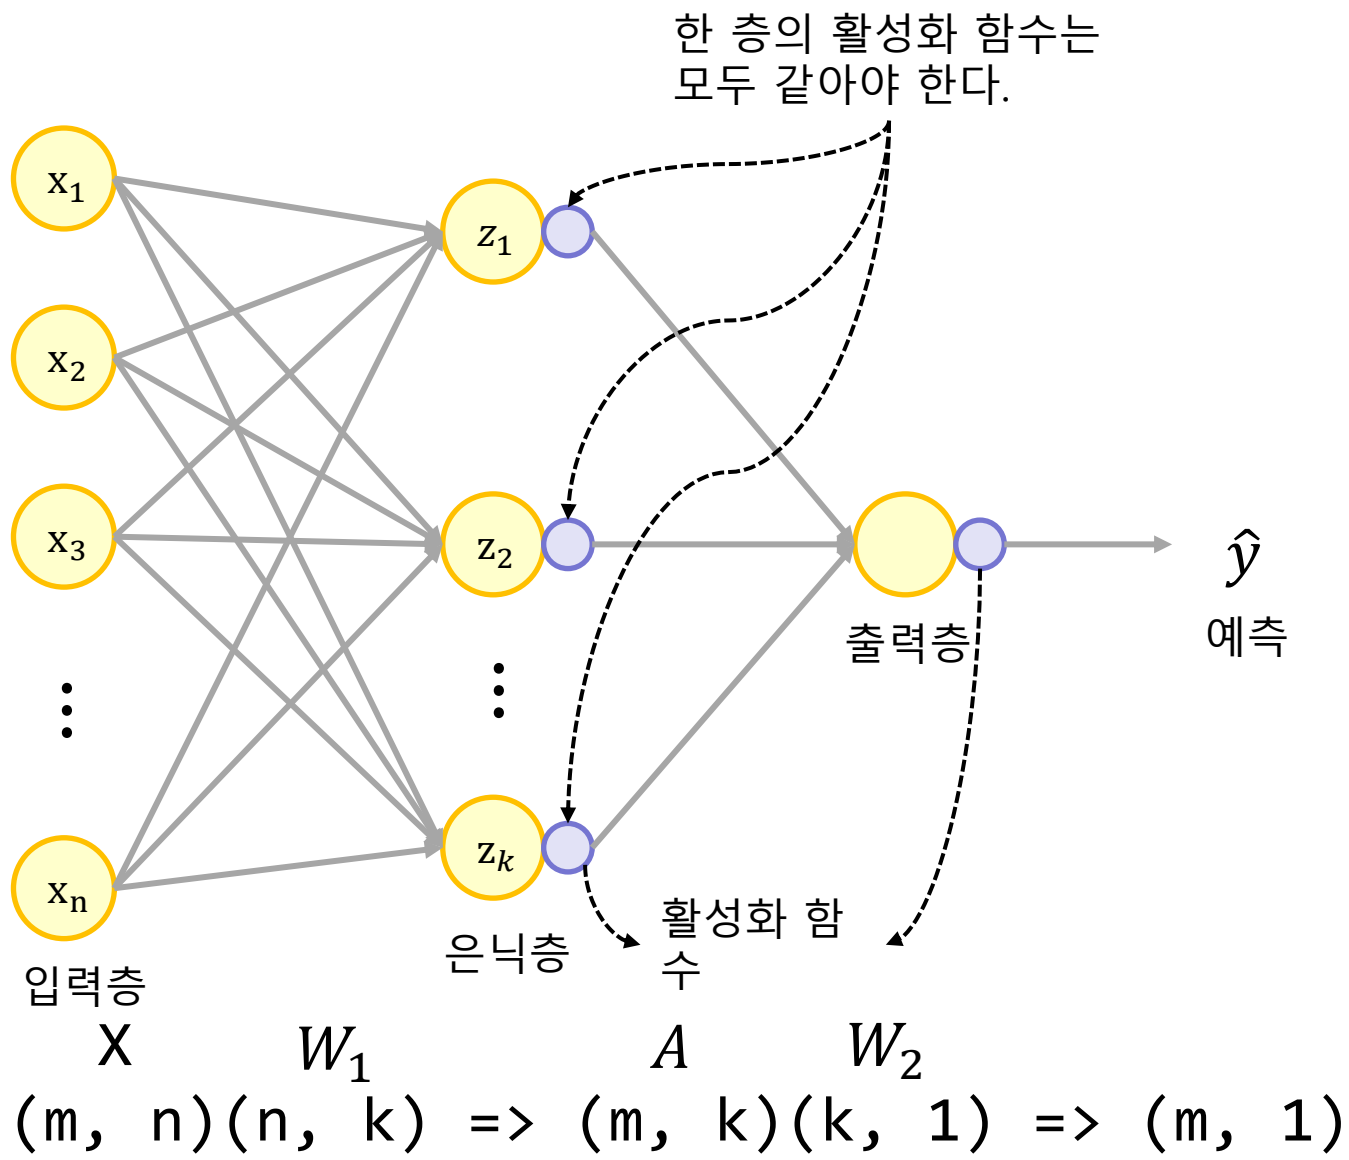 한 층의 활성화 함수는
모두 같아야 한다.
x₁
x₂
x₃
⋮
xₙ
입력층
z₁
z₂
⋮
zₖ
은닉층
출력층
ŷ
예측
활성화 함
수
X W₁ A W₂
(m, n)(n, k) => (m, k)(k, 1) => (m, 1)